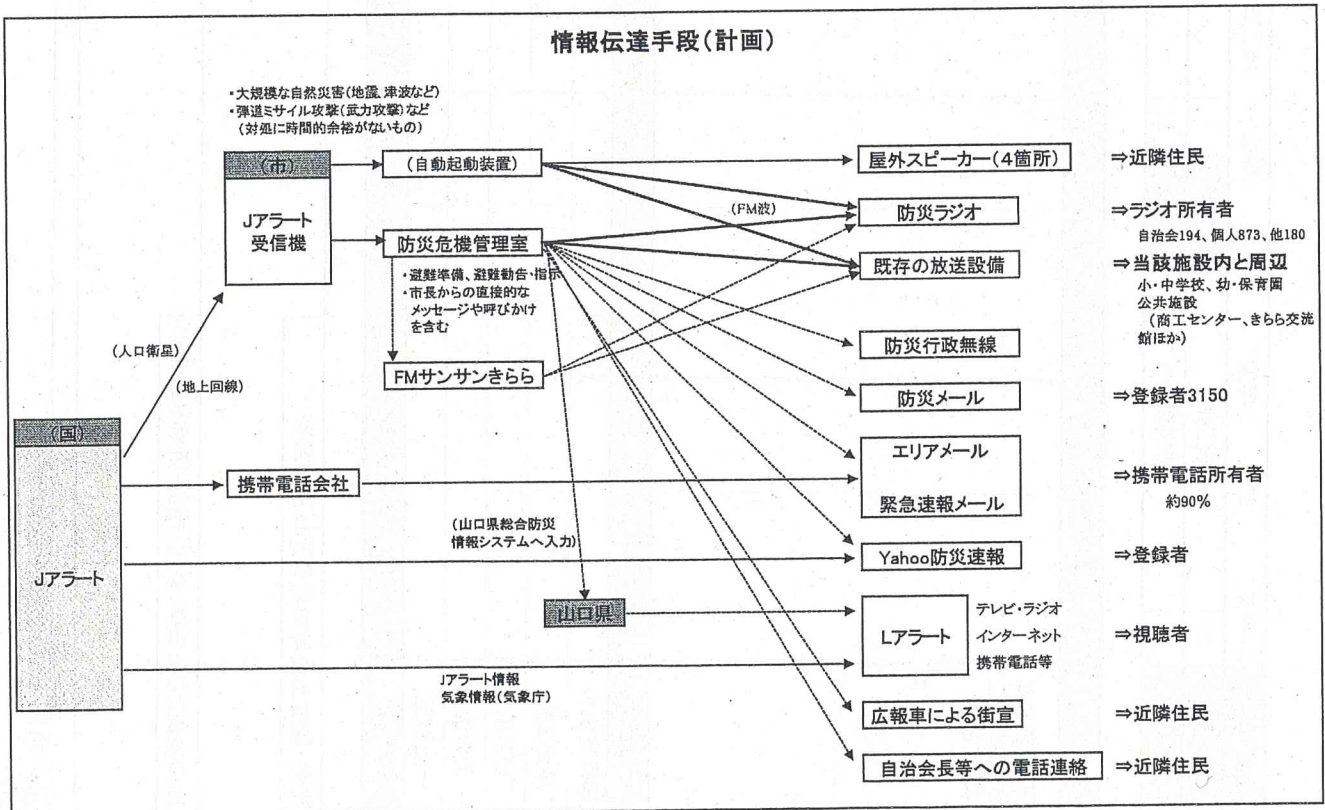 情報伝達手段(計画)
・大規模な自然災害(地震、津波など)
・弾道ミサイル攻撃(武力攻撃)など
(対処に時間的余裕がないもの)
(市)
Jアラート
受信機
(自動起動装置)
防災危機管理室
・避難準備、避難勧告・指示
・市長からの直接的な
メッセージや呼びかけ
を含む
FMサンサンきらら
(FM波)
屋外スピーカー(4箇所)
⇒近隣住民
防災ラジオ
⇒ラジオ所有者
自治会194、個人873、他180
既存の放送設備
⇒当該施設内と周辺
小・中学校、幼・保育園
公共施設
(商工センター、きらら交流
館ほか)
防災行政無線
防災メール
⇒登録者3150
(人口衛星)
(地上回線)
(国)
Jアラート
携帯電話会社
エリアメール
緊急速報メール
⇒携帯電話所有者
約90%
(山口県総合防災
情報システムへ入力)
Yahoo防災速報
⇒登録者
山口県
Lアラート
テレビ・ラジオ
インターネット
携帯電話等
⇒視聴者
Jアラート情報
気象情報(気象庁)
広報車による街宣
⇒近隣住民
自治会長等への電話連絡
⇒近隣住民